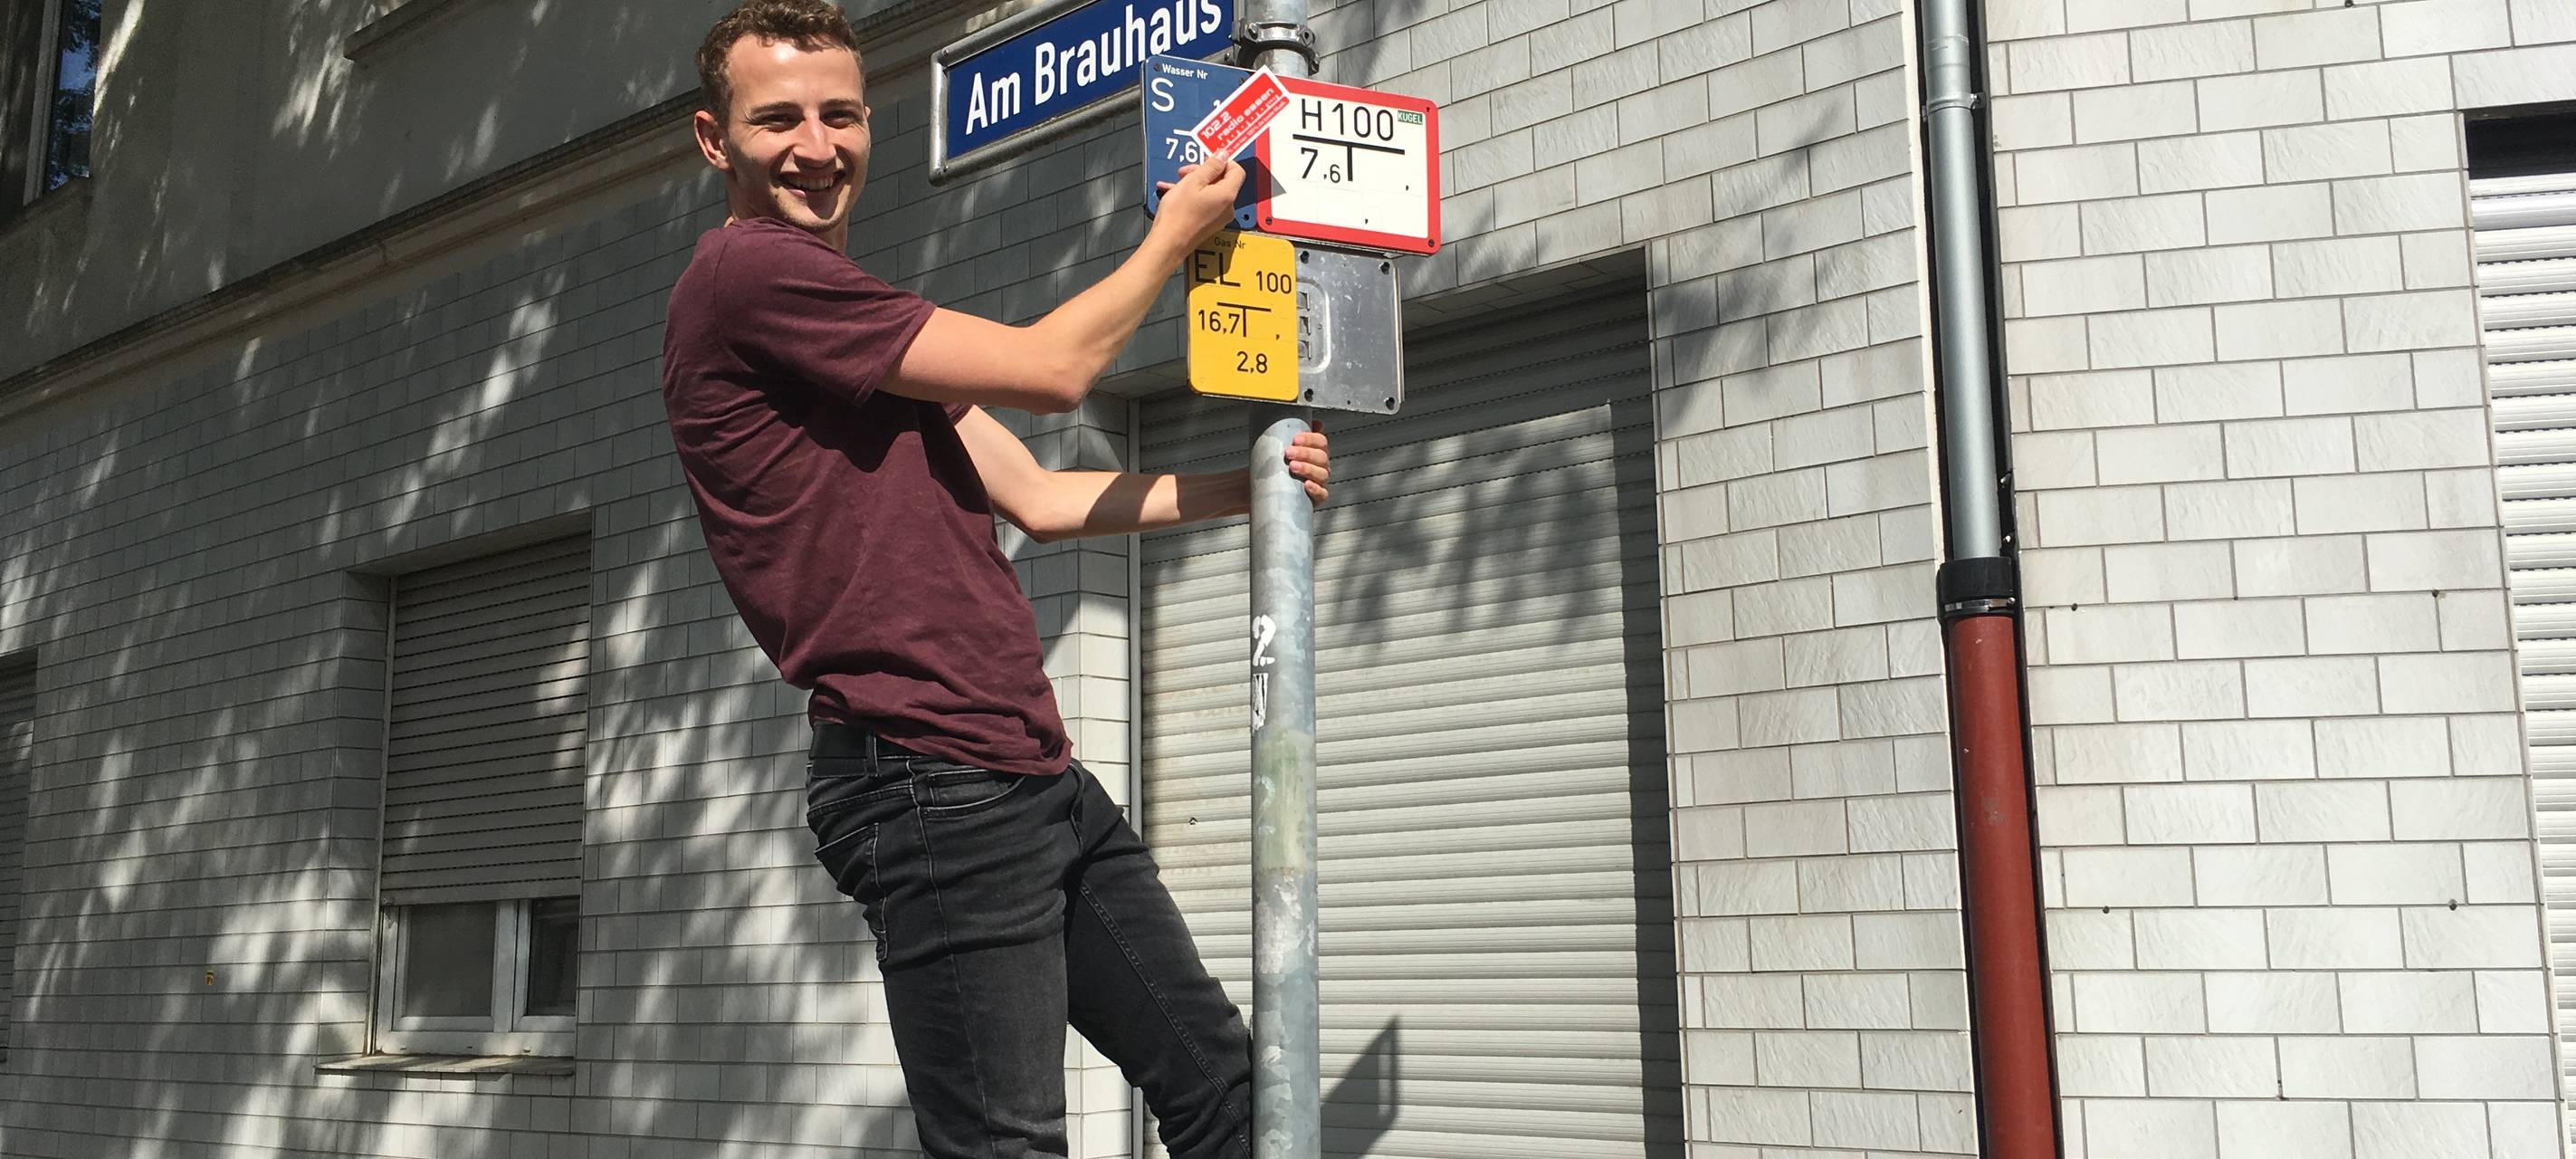 Am Brauhaus
Wasser Nr
S
7,6
102.2
radio essen
H100
KUGEL
7,6
Gas Nr
EL 100
16,7
2,8
2